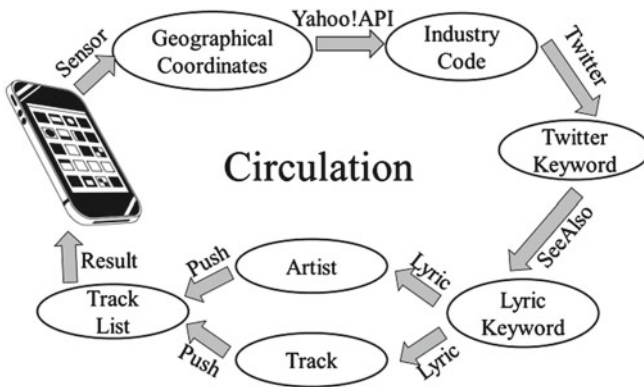 Sensor
Geographical
Coordinates
Yahoo!API
Industry
Code
Twitter
Twitter
Keyword
SeeAlso
Circulation
Lyric
Keyword
Lyric
Artist
Push
Lyric
Track
Push
Track
List
Result